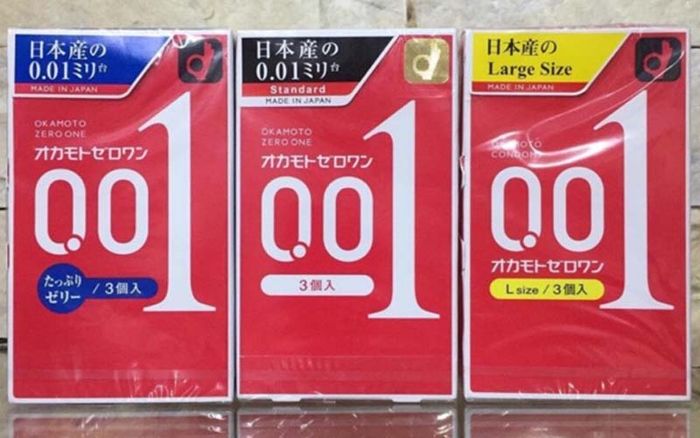 日本産の
0.01ミリ台
MADE IN JAPAN
OKAMOTO
ZERO ONE
オカモトゼロワン
0.01
たっぷり
ゼリー
/ 3個入
日本産の
0.01ミリ台
Standard
MADE IN JAPAN
OKAMOTO
ZERO ONE
オカモトゼロワン
0.01
3個入
日本産の
Large Size
MADE IN JAPAN
OKAMOTO
CONDOMS
0.01
オカモトゼロワン
L size / 3個入